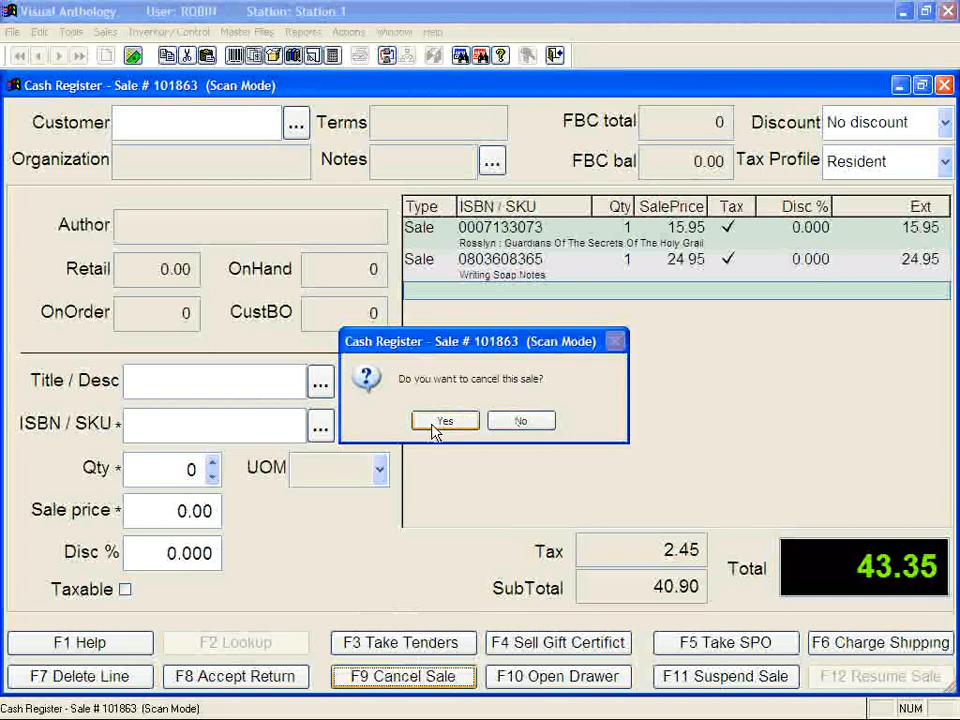 Visual Anthology User: ROBIN Station: Station 1
File Edit Tools Sales Inventory/Control Master Files Reports Actions Window Help
Cash Register - Sale # 101863 (Scan Mode)
Customer ... Terms FBC total 0 Discount No discount
Organization Notes ... FBC bal 0.00 Tax Profile Resident
Type ISBN / SKU Qty SalePrice Tax Disc % Ext
Sale 0007133073 1 15.95 ✓ 0.000 15.95
Rosslyn : Guardians Of The Secrets Of The Holy Grail
Sale 0803608365 1 24.95 ✓ 0.000 24.95
Writing Soap Notes
Author
Retail 0.00 OnHand 0
OnOrder 0 CustBO 0
Cash Register - Sale # 101863 (Scan Mode)
Do you want to cancel this sale?
Yes No
Title / Desc ...
ISBN / SKU * ...
Qty * 0 UOM
Sale price * 0.00
Disc % 0.000
Taxable
Tax 2.45
SubTotal 40.90
Total 43.35
F1 Help F2 Lookup F3 Take Tenders F4 Sell Gift Certifict F5 Take SPO F6 Charge Shipping
F7 Delete Line F8 Accept Return F9 Cancel Sale F10 Open Drawer F11 Suspend Sale F12 Resume Sale
Cash Register - Sale # 101863 (Scan Mode) NUM